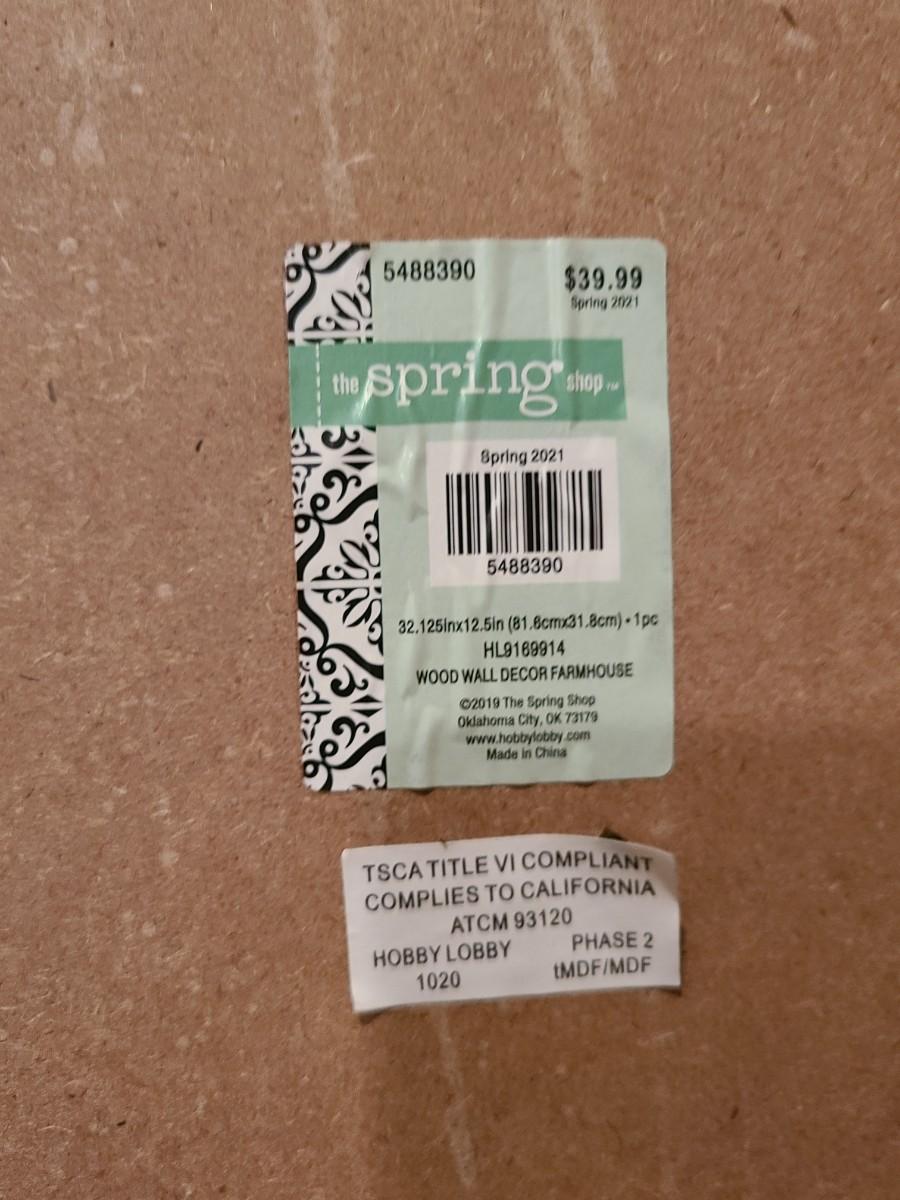 5488390
$39.99
Spring 2021
the spring shop™
Spring 2021
5488390
32.125inx12.5in (81.6cmx31.8cm) • 1pc
HL9169914
WOOD WALL DECOR FARMHOUSE
©2019 The Spring Shop
Oklahoma City, OK 73179
www.hobbylobby.com
Made in China
TSCA TITLE VI COMPLIANT
COMPLIES TO CALIFORNIA
ATCM 93120
HOBBY LOBBY PHASE 2
1020 tMDF/MDF